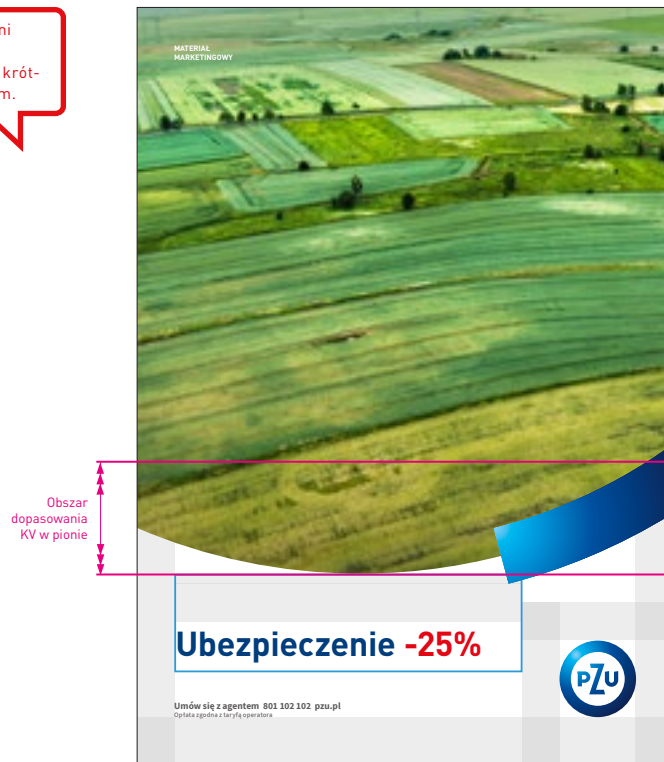 ni
krót-
m.
MATERIAŁ
MARKETINGOWY
Obszar
dopasowania
KV w pionie
Ubezpieczenie -25%
PZU
Umów się z agentem 801 102 102 pzu.pl
Opłata zgodna z taryfą operatora